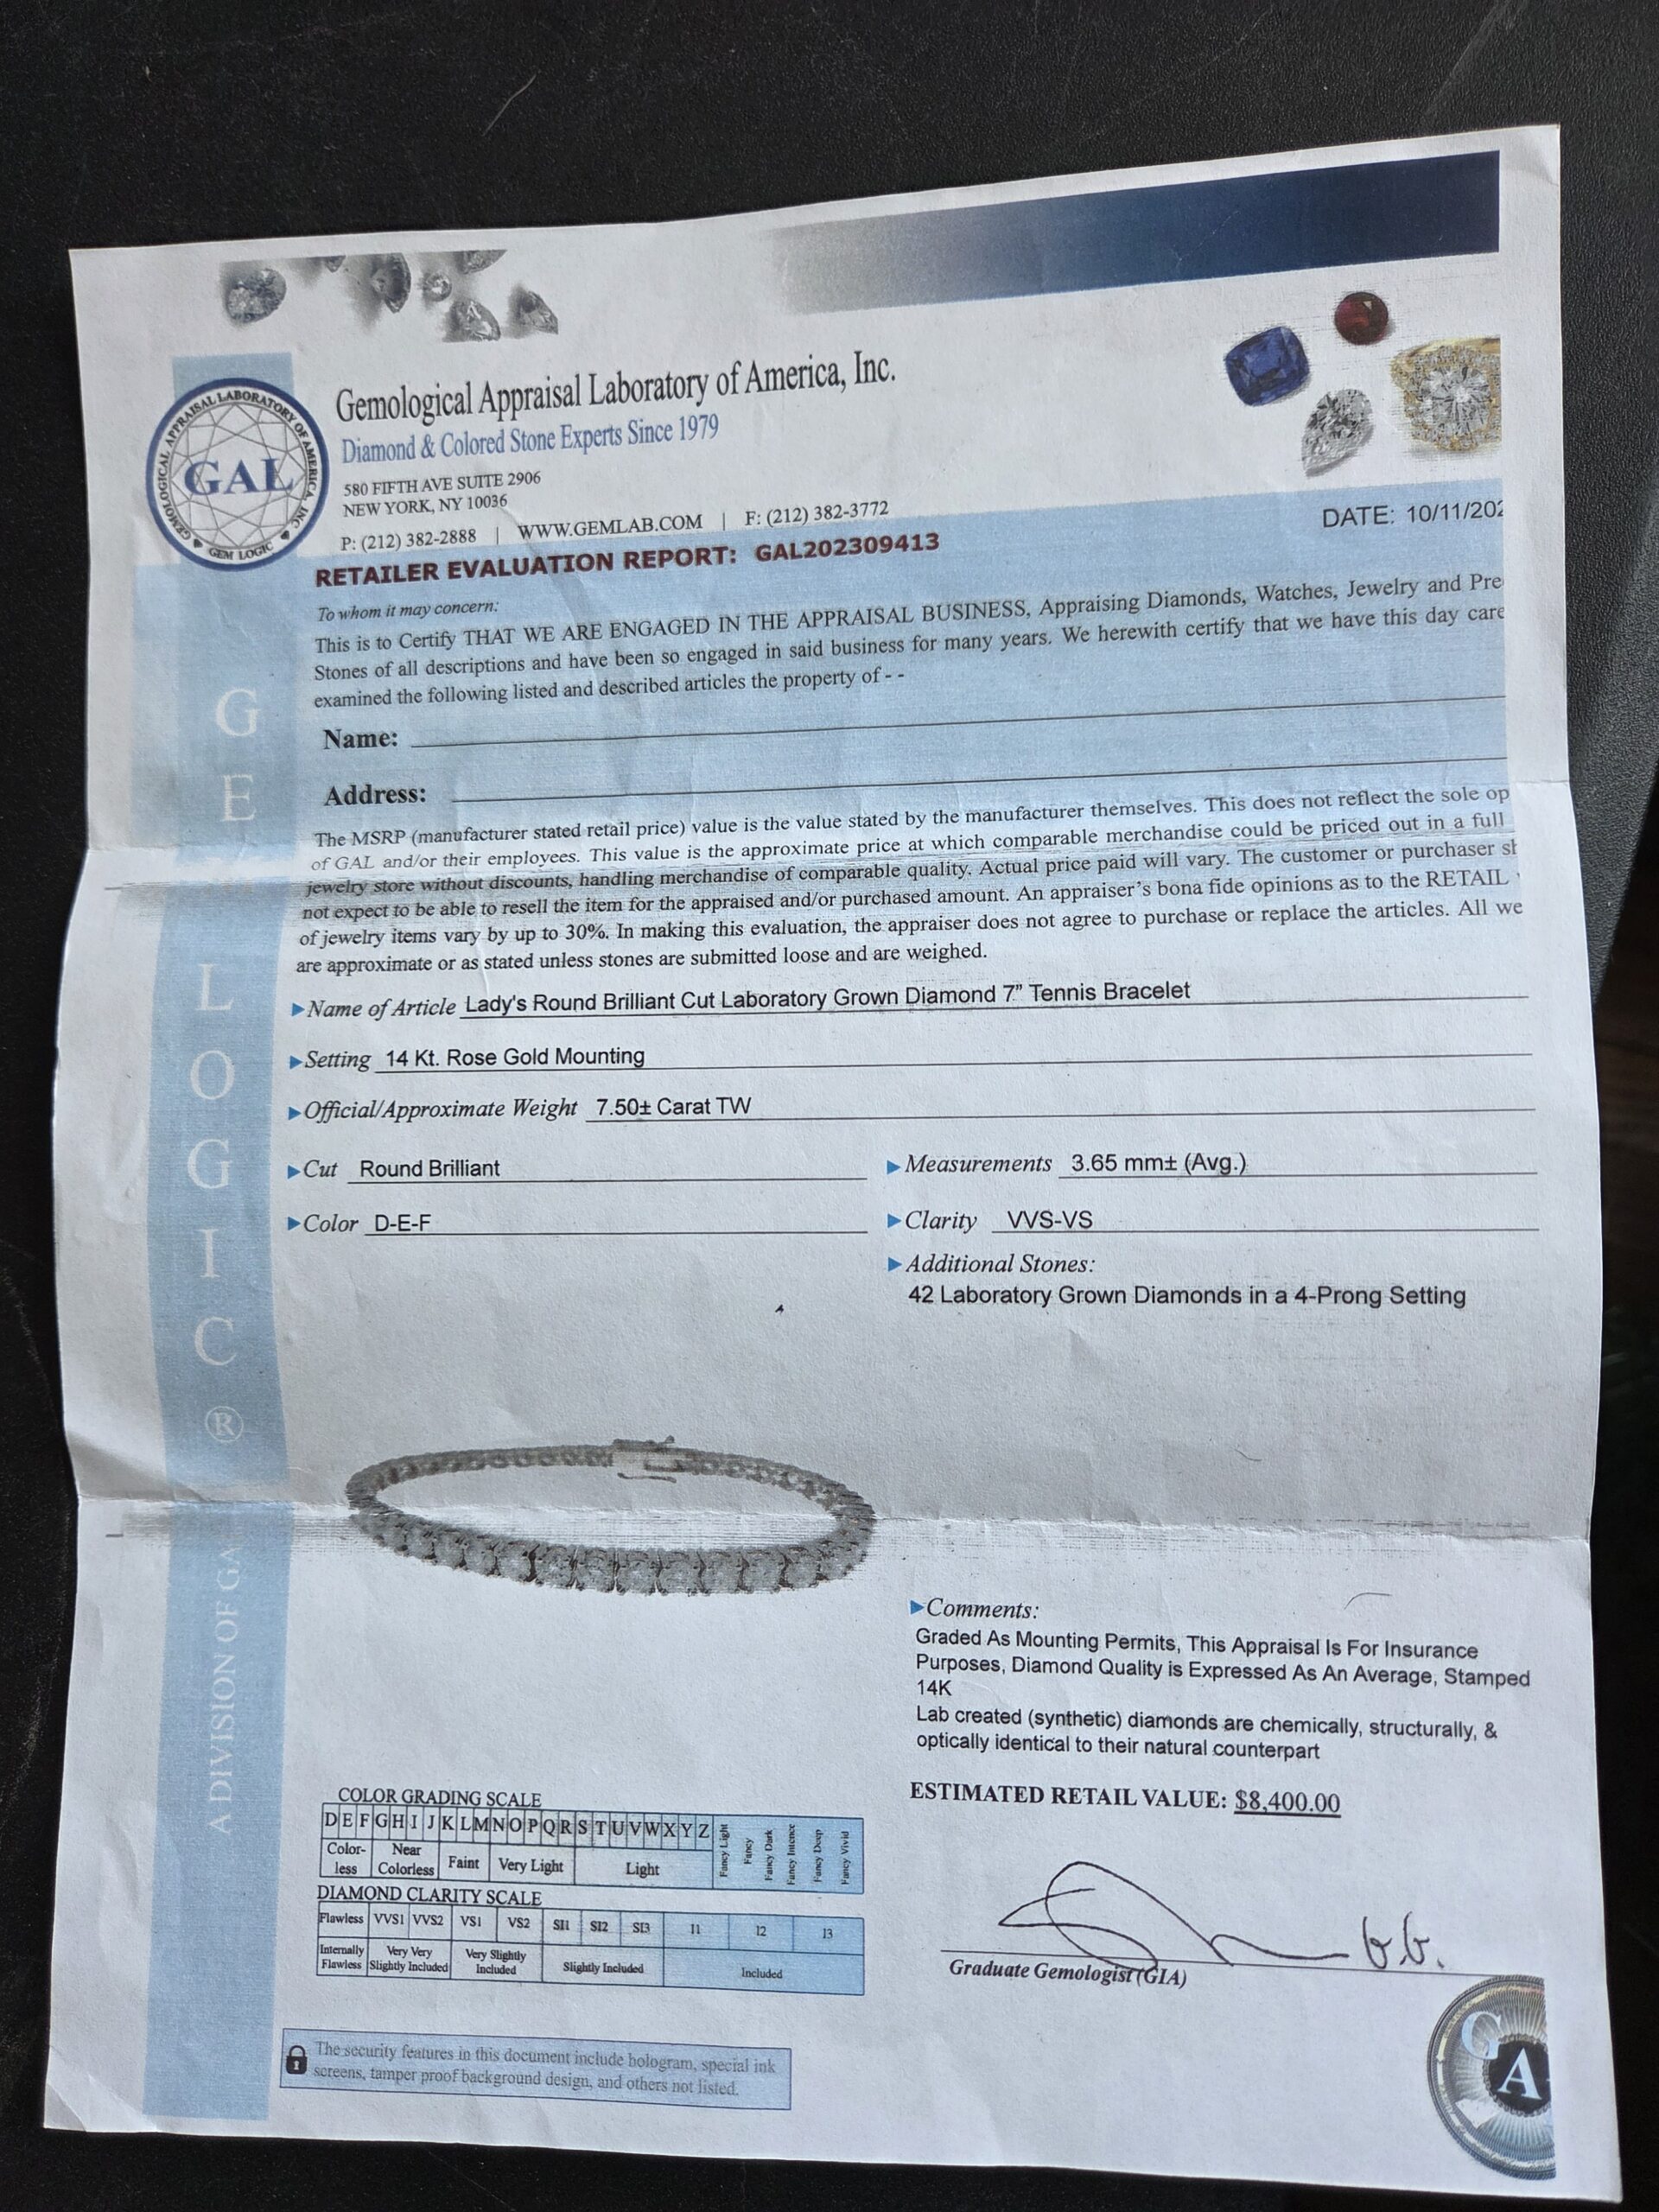 GEMOLOGICAL APPRAISAL LABORATORY OF AMERICA, INC
GAL
GEM LOGIC
Gemological Appraisal Laboratory of America, Inc.
Diamond & Colored Stone Experts Since 1979
580 FIFTH AVE SUITE 2906
NEW YORK, NY 10036
P: (212) 382-2888 | WWW.GEMLAB.COM | F: (212) 382-3772
DATE: 10/11/202
RETAILER EVALUATION REPORT: GAL202309413
To whom it may concern:
This is to Certify THAT WE ARE ENGAGED IN THE APPRAISAL BUSINESS, Appraising Diamonds, Watches, Jewelry and Pre
Stones of all descriptions and have been so engaged in said business for many years. We herewith certify that we have this day care
examined the following listed and described articles the property of - -
Name:
Address:
The MSRP (manufacturer stated retail price) value is the value stated by the manufacturer themselves. This does not reflect the sole op
of GAL and/or their employees. This value is the approximate price at which comparable merchandise could be priced out in a full
jewelry store without discounts, handling merchandise of comparable quality. Actual price paid will vary. The customer or purchaser sh
not expect to be able to resell the item for the appraised and/or purchased amount. An appraiser's bona fide opinions as to the RETAIL
of jewelry items vary by up to 30%. In making this evaluation, the appraiser does not agree to purchase or replace the articles. All we
are approximate or as stated unless stones are submitted loose and are weighed.
▶Name of Article Lady's Round Brilliant Cut Laboratory Grown Diamond 7” Tennis Bracelet
▶Setting 14 Kt. Rose Gold Mounting
▶Official/Approximate Weight 7.50± Carat TW
▶Cut Round Brilliant
▶Measurements 3.65 mm± (Avg.)
▶Color D-E-F
▶Clarity VVS-VS
▶Additional Stones:
42 Laboratory Grown Diamonds in a 4-Prong Setting
GE LOGIC®
A DIVISION OF GA
▶Comments:
Graded As Mounting Permits, This Appraisal Is For Insurance
Purposes, Diamond Quality is Expressed As An Average, Stamped
14K
Lab created (synthetic) diamonds are chemically, structurally, &
optically identical to their natural counterpart
ESTIMATED RETAIL VALUE: $8,400.00
COLOR GRADING SCALE
D E F G H I J K L M N O P Q R S T U V W X Y Z Fancy Light Fancy Fancy Dark Fancy Intence Fancy Deep Fancy Vivid
Color-less Near Colorless Faint Very Light Light
DIAMOND CLARITY SCALE
Flawless VVS1 VVS2 VS1 VS2 SI1 SI2 SI3 I1 I2 I3
Internally Flawless Very Very Slightly Included Very Slightly Included Slightly Included Included
b.b.
Graduate Gemologist (GIA)
The security features in this document include hologram, special ink
screens, tamper proof background design, and others not listed.
G
A